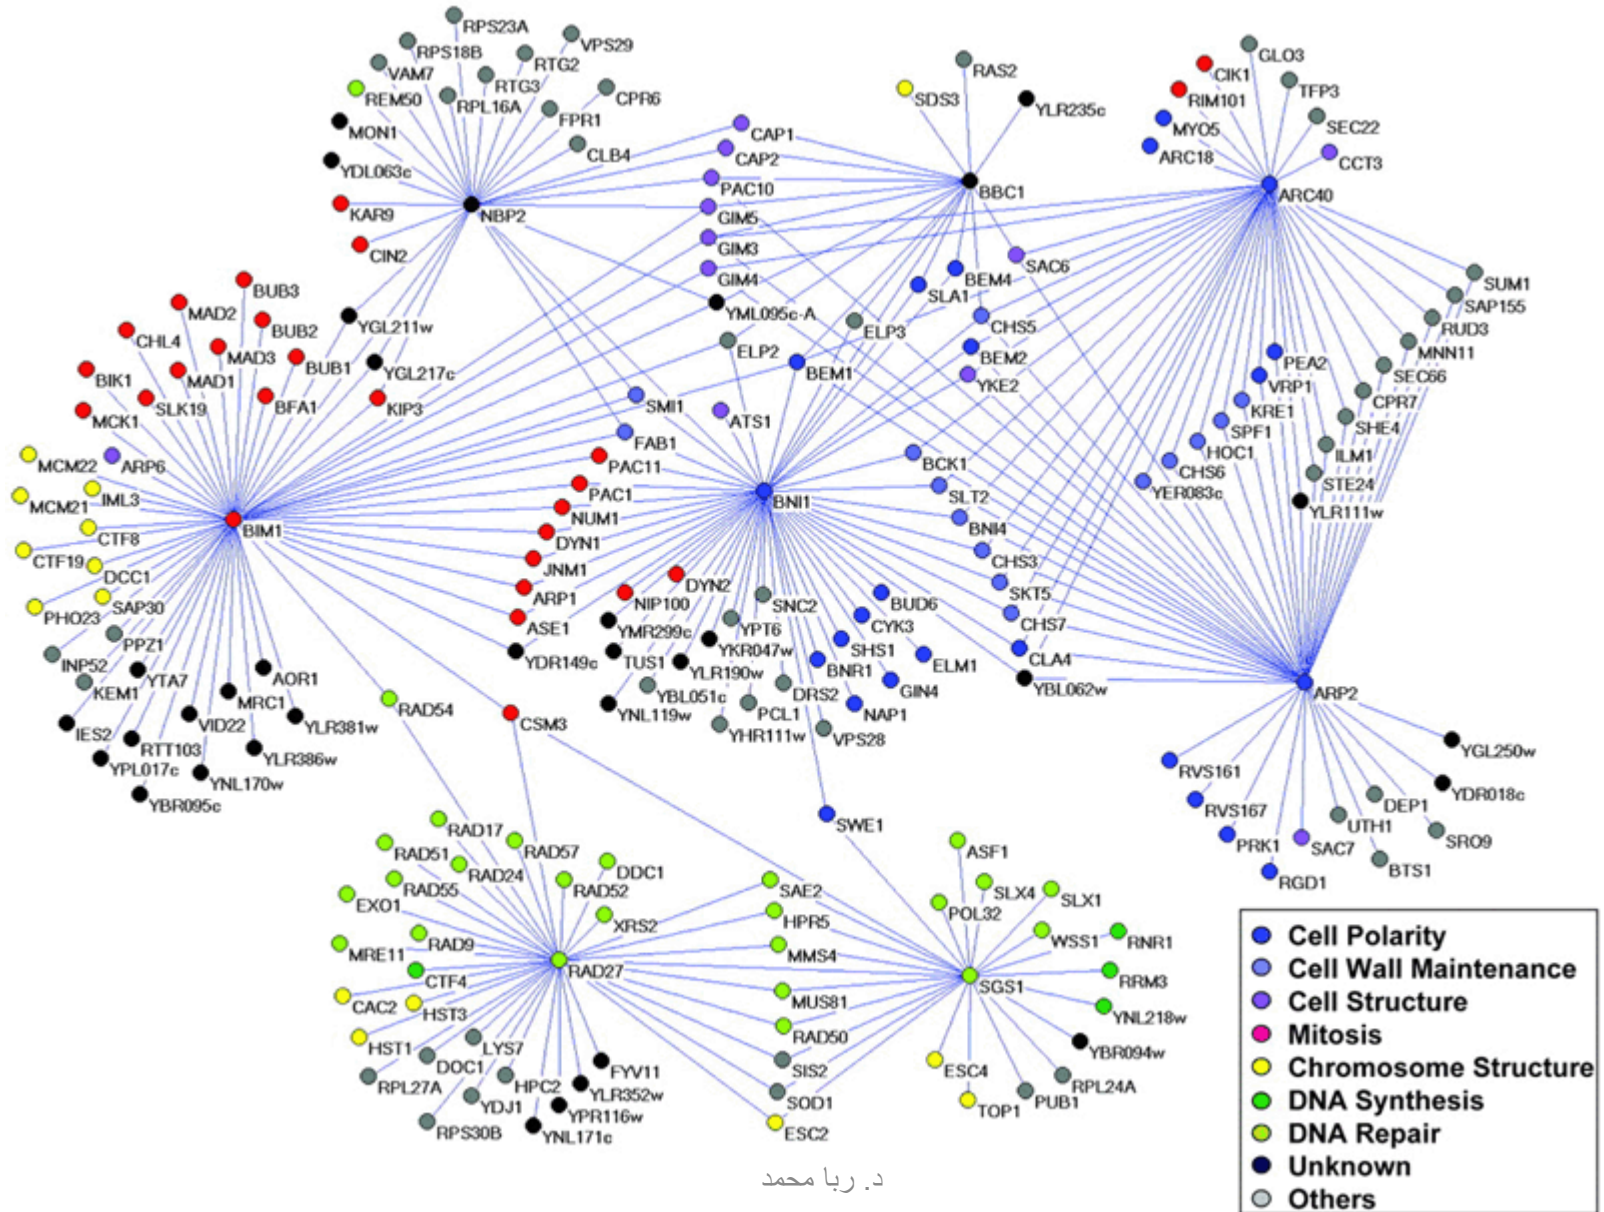 RPS23A
RPS18B
VPS29
RTG2
VAM7
RTG3
REM50
RPL16A
CPR6
FPR1
MON1
CLB4
YDL063c
KAR9
NBP2
CIN2
CAP1
CAP2
PAC10
GIM5
GIM3
GIM4
YML095c-A
ELP2
ELP3
BEM1
RAS2
SDS3
YLR235c
BBC1
SAC6
BEM4
SLA1
CHS5
BEM2
YKE2
GLO3
CIK1
TFP3
RIM101
SEC22
MYO5
ARC18
CCT3
ARC40
SUM1
SAP155
RUD3
MNN11
SEC66
CPR7
SHE4
ILM1
STE24
YLR111w
PEA2
VRP1
KRE1
SPF1
HOC1
CHS6
YER083c
BUB3
MAD2
BUB2
CHL4
MAD3
BUB1
BIK1
MAD1
MCK1
SLK19
BFA1
YGL211w
YGL217c
KIP3
MCM22
ARP6
MCM21
IML3
CTF8
BIM1
CTF19
DCC1
PHO23
SAP30
PPZ1
INP52
KEM1
YTA7
AOR1
MRC1
IES2
VID22
YLR381w
RTT103
YPL017c
YLR386w
YNL170w
YBR095c
SMI1
ATS1
FAB1
PAC11
PAC1
NUM1
DYN1
JNM1
ARP1
ASE1
YDR149c
BNI1
BCK1
SLT2
BNI4
CHS3
SKT5
CHS7
CLA4
YBL062w
DYN2
NIP100
SNC2
YMR299c
YPT6
YKR047w
TUS1
YLR190w
YBL051c
DRS2
YNL119w
PCL1
YHR111w
VPS28
BUD6
CYK3
SHS1
BNR1
ELM1
GIN4
NAP1
SWE1
RAD54
CSM3
ARP2
RVS161
YGL250w
RVS167
YDR018c
DEP1
UTH1
PRK1
SAC7
SRO9
RGD1
BTS1
RAD17
RAD51
RAD57
RAD24
DDC1
RAD55
RAD52
EXO1
XRS2
RAD9
MRE11
RAD27
CTF4
CAC2
HST3
HST1
LYS7
DOC1
RPL27A
FYV11
HPC2
YLR352w
YDJ1
YPR116w
RPS30B
YNL171c
SAE2
HPR5
MMS4
MUS81
RAD50
SIS2
SOD1
ESC2
ASF1
SLX4
SLX1
POL32
WSS1
RNR1
SGS1
RRM3
YNL218w
YBR094w
ESC4
RPL24A
PUB1
TOP1
Cell Polarity
Cell Wall Maintenance
Cell Structure
Mitosis
Chromosome Structure
DNA Synthesis
DNA Repair
Unknown
Others
د. ربا محمد